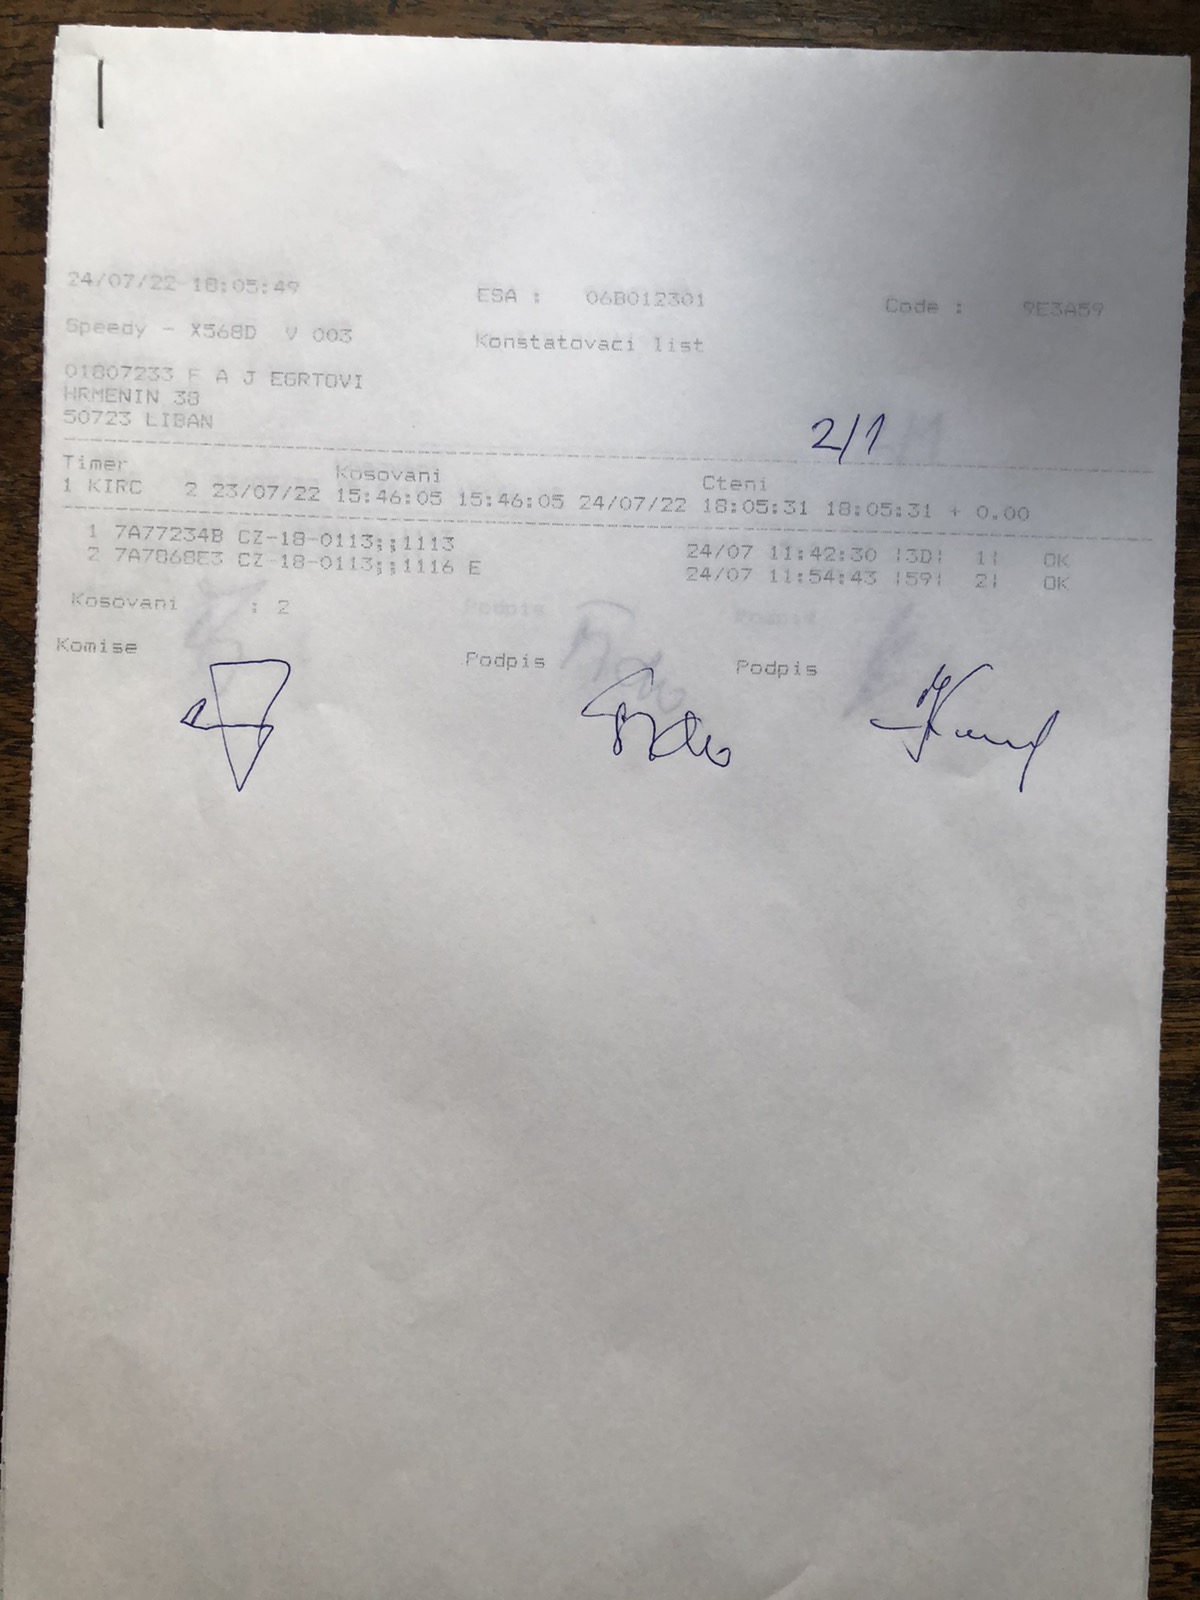 24/07/22 18:05:49 ESA : 06B012301 Code : 9E3A59
Speedy - X568D V 003 Konstatovaci list
01807233 F A J EGRTOVI
HRMENIN 38
50723 LIBAN
2/1
Timer Kosovani Cteni
1 KIRC 2 23/07/22 15:46:05 15:46:05 24/07/22 18:05:31 18:05:31 + 0.00
1 7A77234B CZ-18-0113;;1113 24/07 11:42:30 |3D| 1| OK
2 7A7868E3 CZ-18-0113;;1116 E 24/07 11:54:43 |59| 2| OK
Kosovani : 2
Komise Podpis Podpis